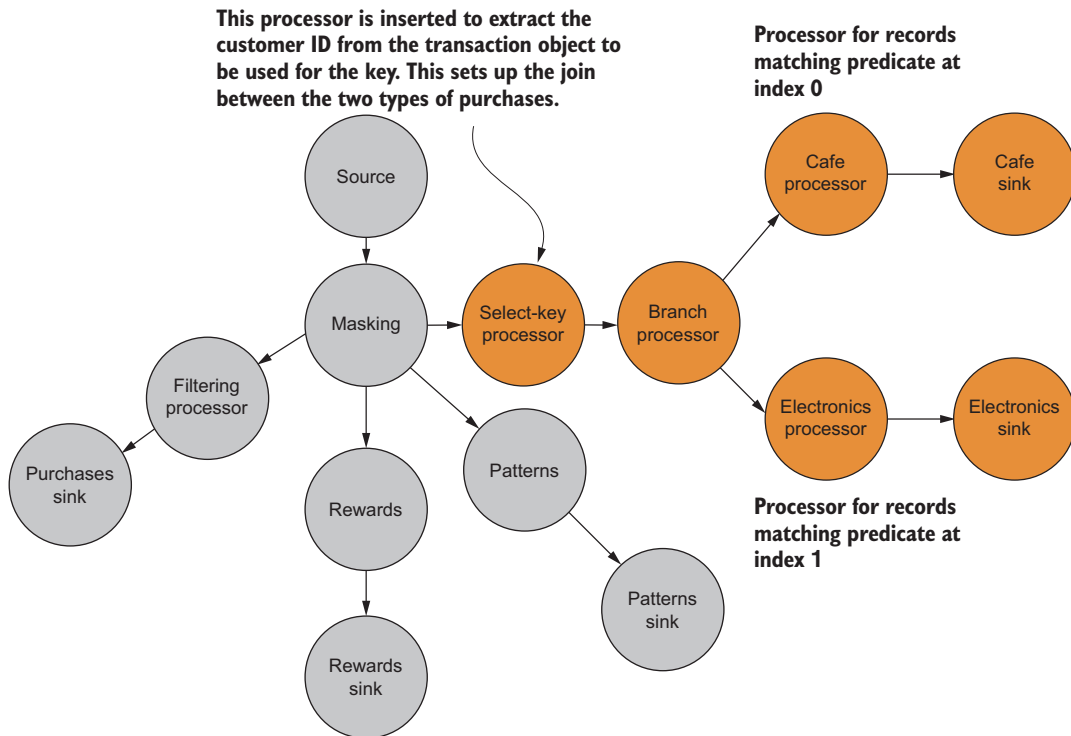 This processor is inserted to extract the
customer ID from the transaction object to
be used for the key. This sets up the join
between the two types of purchases.
Processor for records
matching predicate at
index 0
Source
Cafe
processor
Cafe
sink
Masking
Select-key
processor
Branch
processor
Filtering
processor
Electronics
processor
Electronics
sink
Purchases
sink
Patterns
Rewards
Processor for records
matching predicate at
index 1
Patterns
sink
Rewards
sink